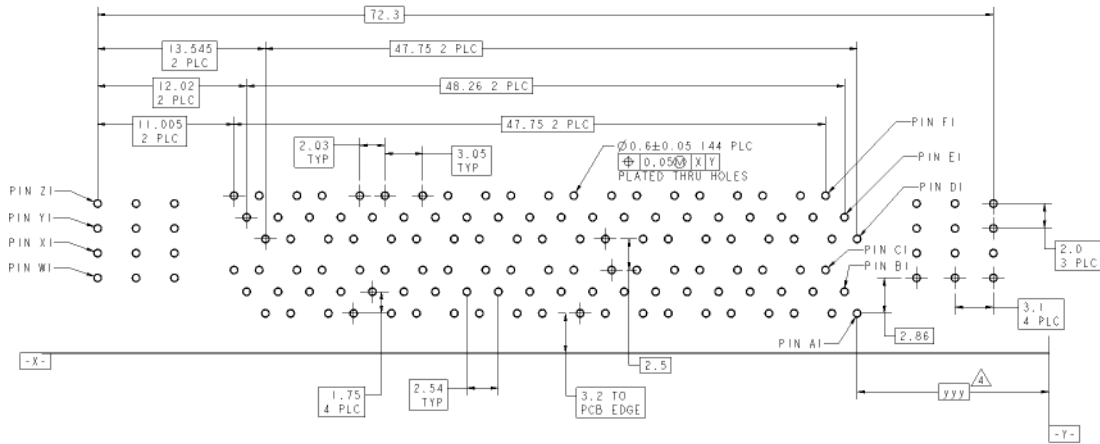 72.3
13.545
2 PLC
47.75 2 PLC
12.02
2 PLC
48.26 2 PLC
11.005
2 PLC
47.75 2 PLC
PIN F1
2.03
TYP
3.05
TYP
Ø0.6±0.05 144 PLC
⌖ 0.05Ⓜ X Y
PLATED THRU HOLES
PIN E1
PIN D1
PIN Z1
PIN Y1
PIN X1
PIN W1
PIN C1
PIN B1
2.0
3 PLC
3.1
4 PLC
PIN A1
2.86
-X-
2.5
1.75
4 PLC
2.54
TYP
3.2 TO
PCB EDGE
yyy
4
-Y-